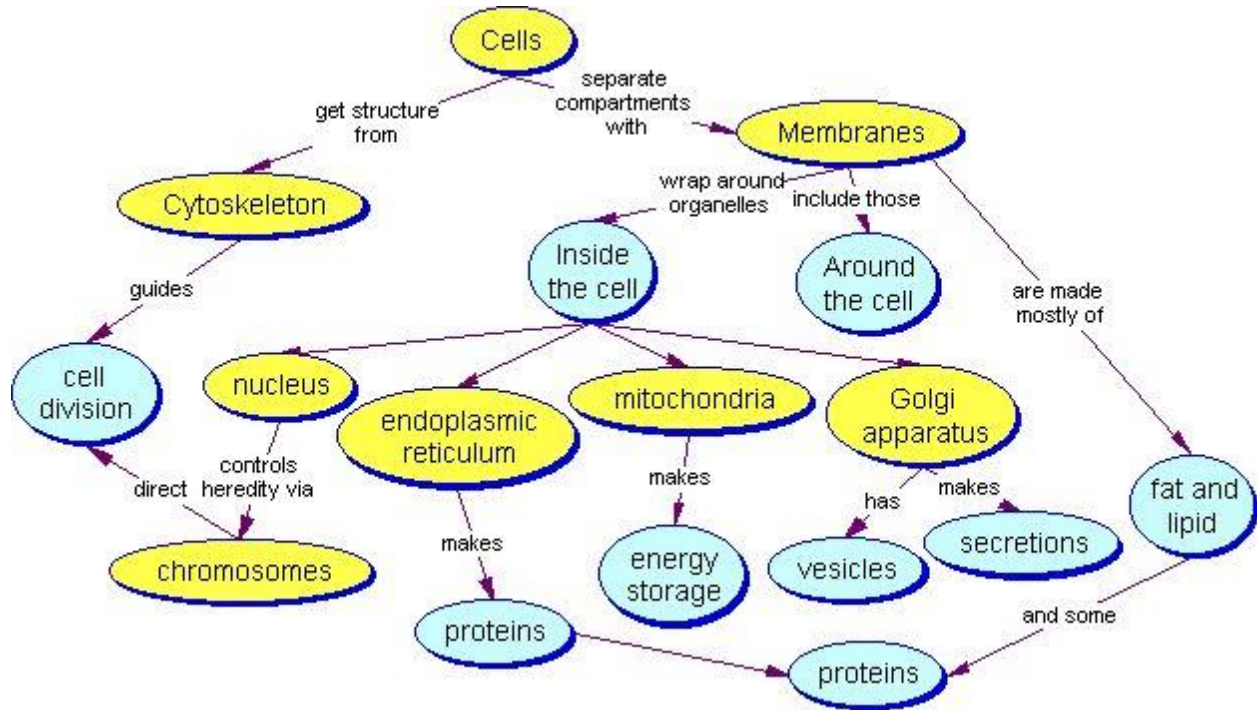 Cells
separate
compartments
with
get structure
from
Membranes
Cytoskeleton
wrap around
organelles
include those
Inside
the cell
Around
the cell
are made
mostly of
guides
cell
division
nucleus
endoplasmic
reticulum
mitochondria
Golgi
apparatus
controls
heredity via
direct
makes
has
makes
fat and
lipid
chromosomes
makes
energy
storage
vesicles
secretions
proteins
and some
proteins